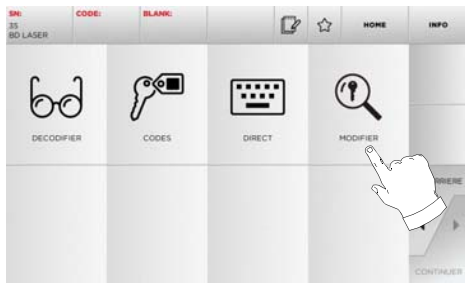 SN: CODE: BLANK:
35
BD LASER
HOME INFO
DECODIFIER CODES DIRECT MODIFIER
RRIERE
CONTINUER